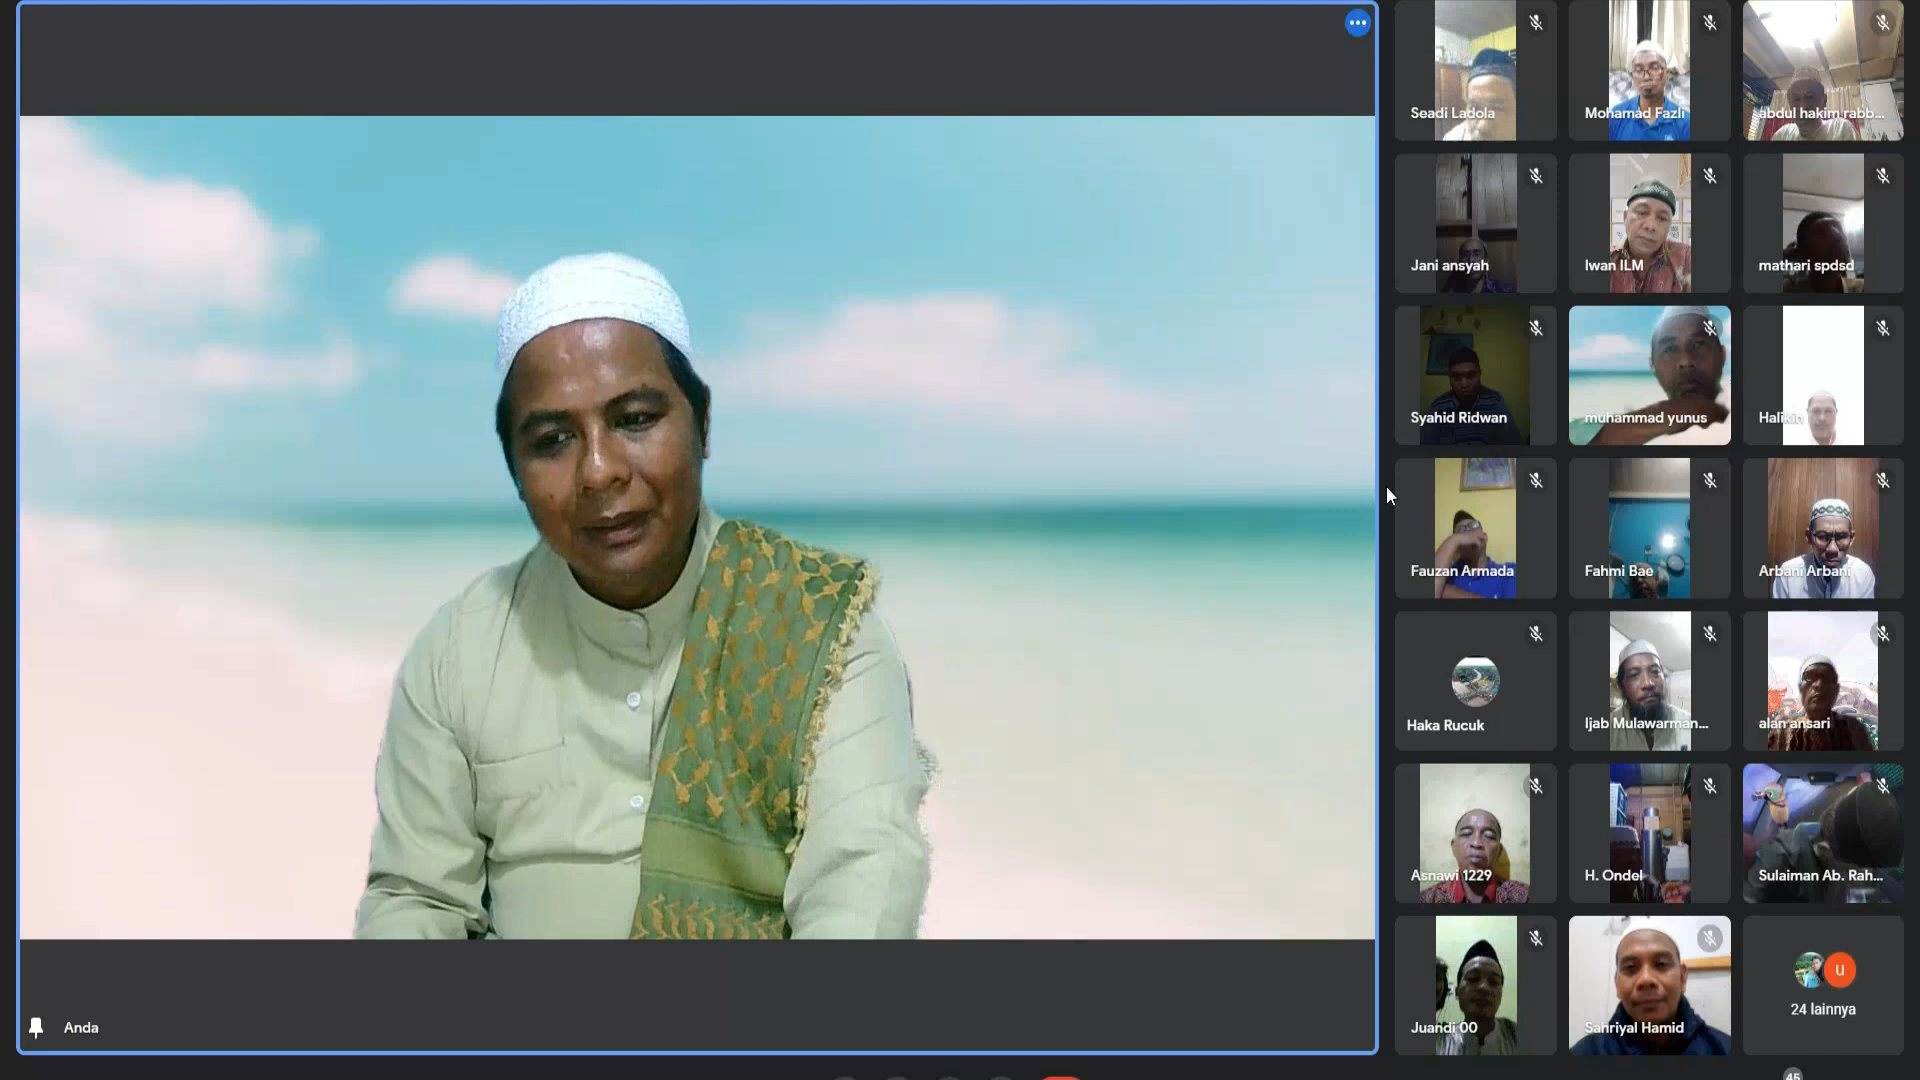 Seadi Ladola
Mohamad Fazli
abdul hakim rabb...
Jani ansyah
Iwan ILM
mathari spdsd
Syahid Ridwan
muhammad yunus
Halikin
Fauzan Armada
Fahmi Bae
Arbani Arbani
Haka Rucuk
Ijab Mulawarman...
alan ansari
Asnawi 1229
H. Ondel
Sulaiman Ab. Rah...
Juandi 00
Sahriyal Hamid
u
24 lainnya
Anda
45